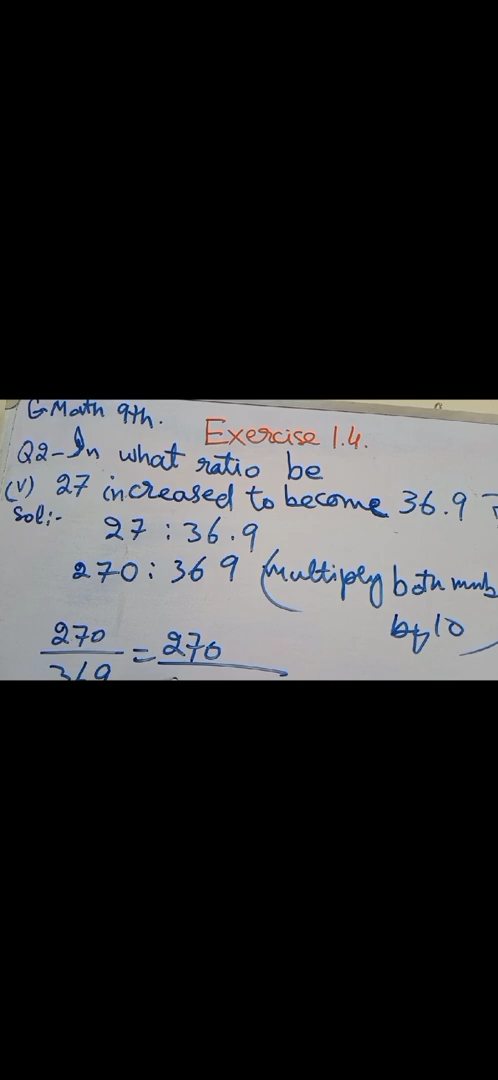 G Math 9th.
Exercise 1.4.
Q2- In what ratio be
(v) 27 increased to become 36.9
Sol:-
27 : 36.9
270 : 369 (multiply both
by 10
270 / 369 = 270